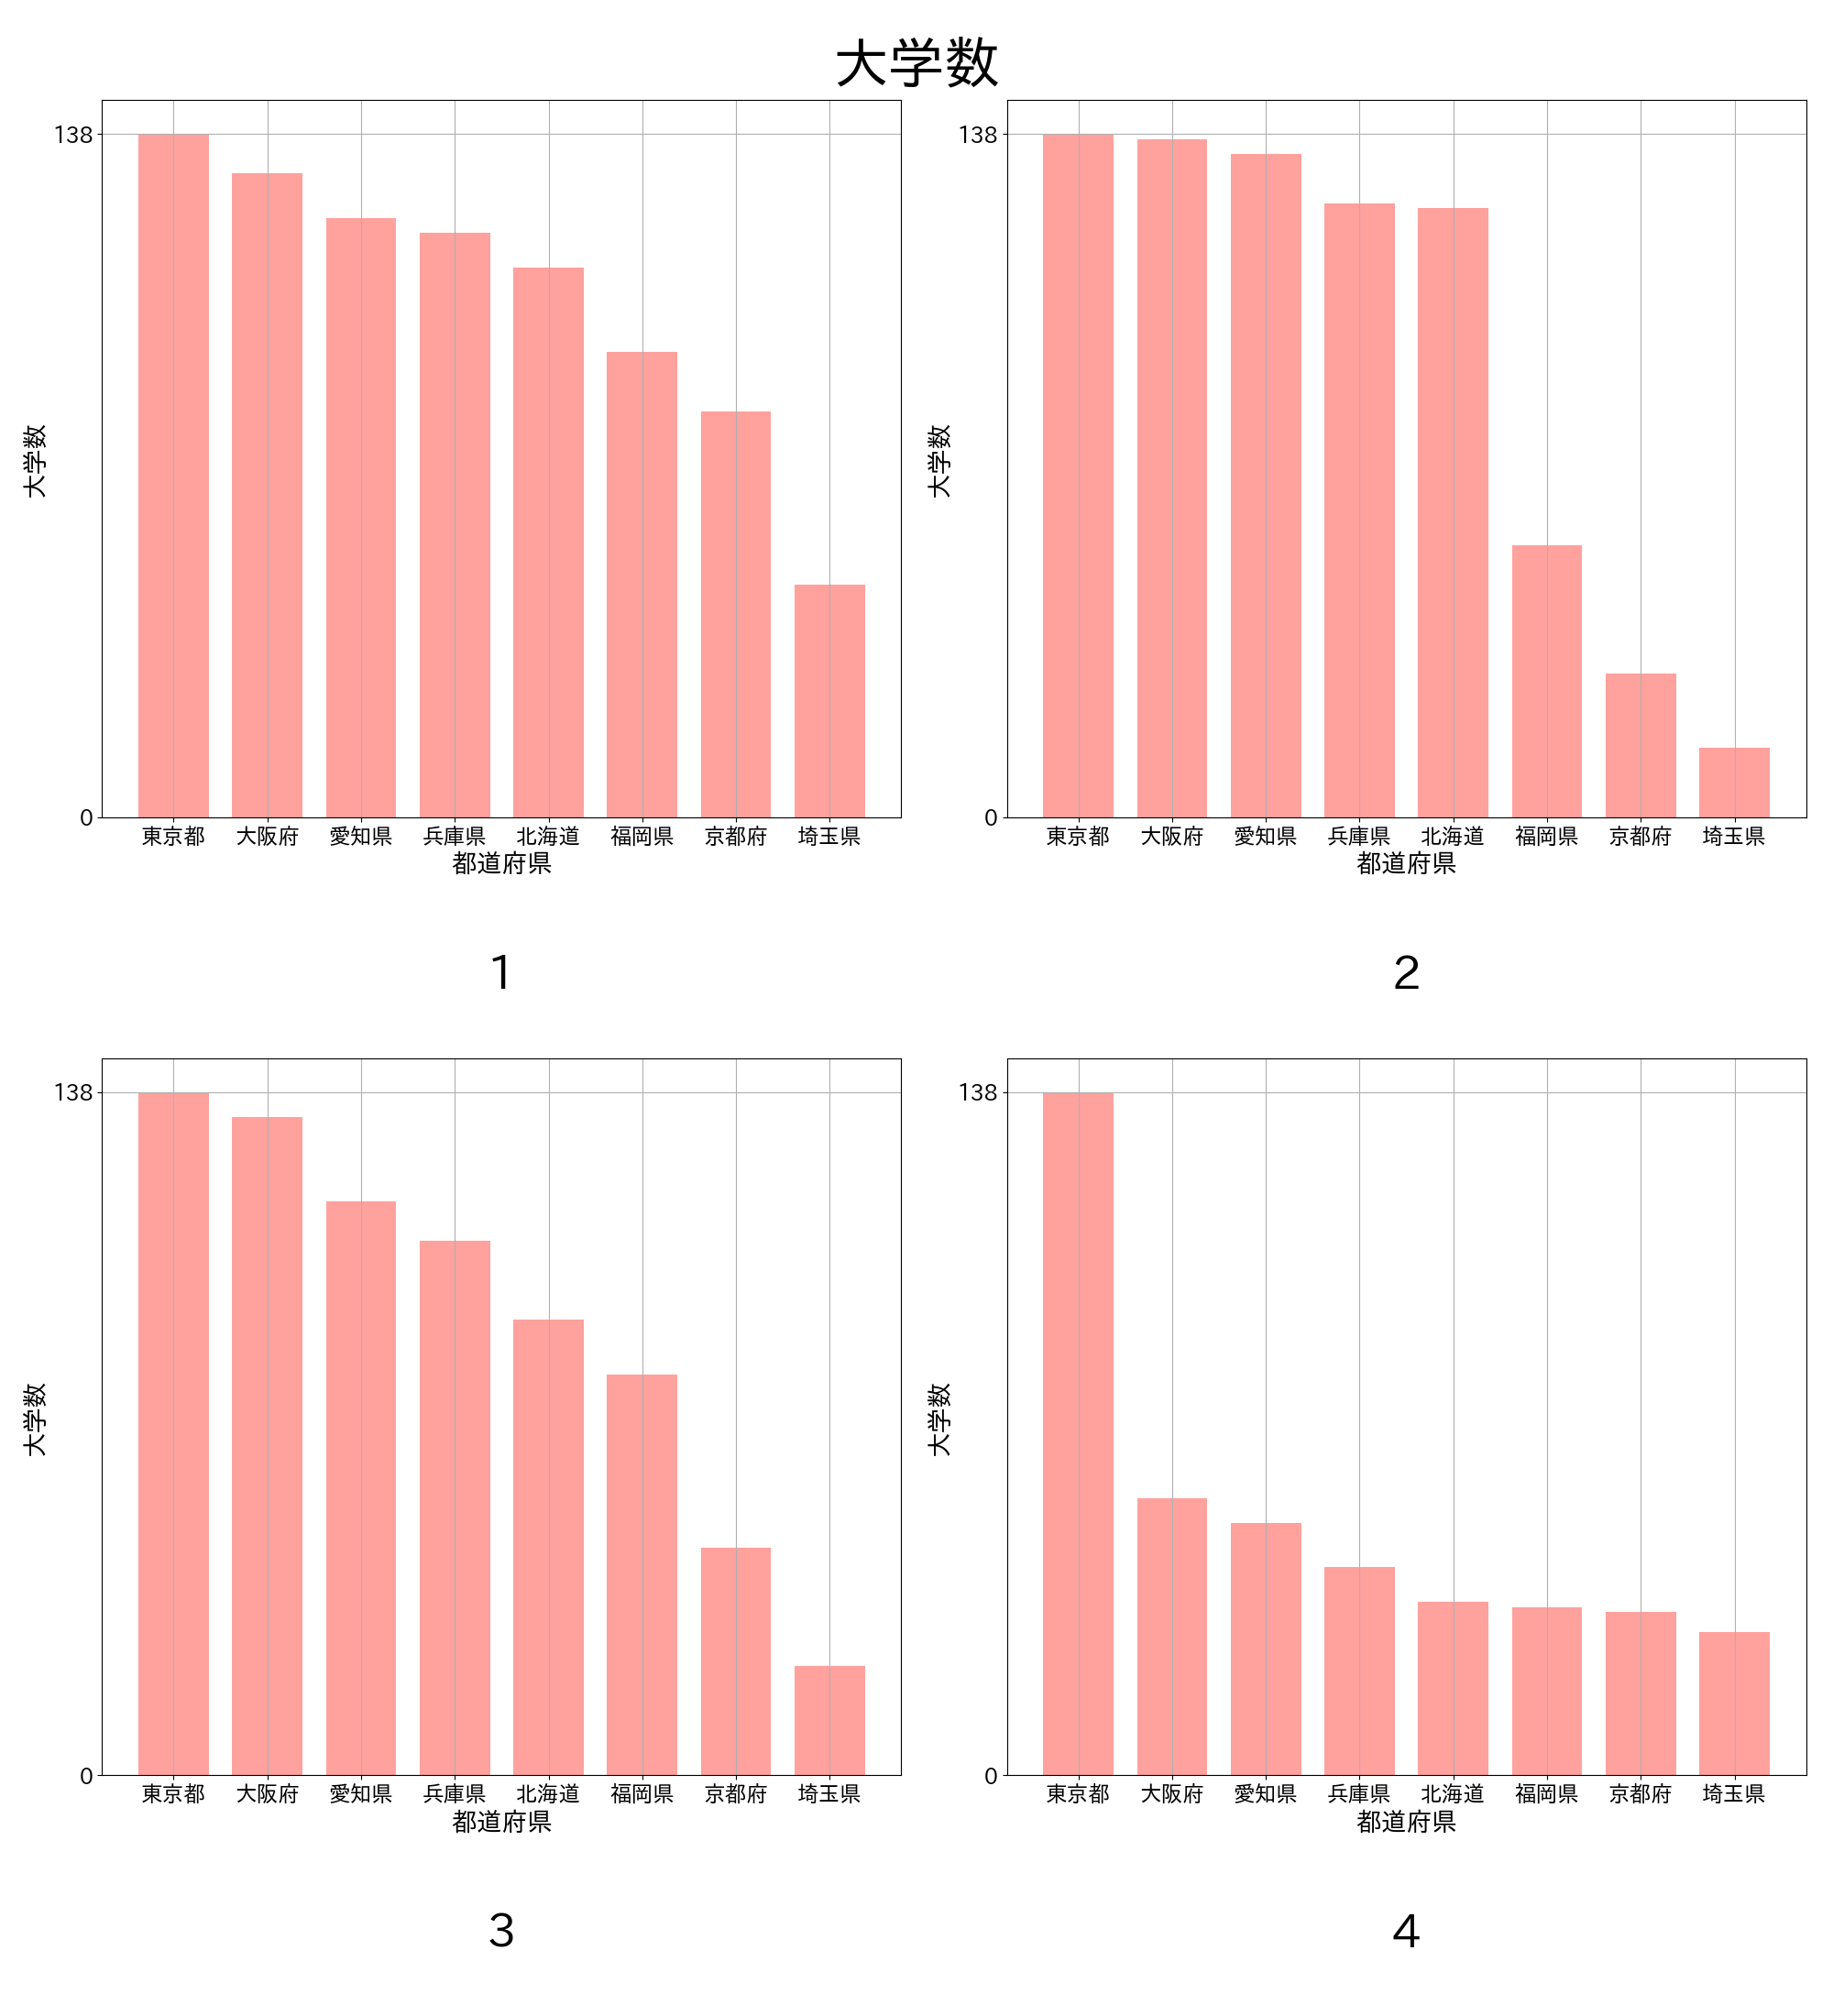 大学数
138
0
大学数
東京都 大阪府 愛知県 兵庫県 北海道 福岡県 京都府 埼玉県
都道府県
1
138
0
大学数
東京都 大阪府 愛知県 兵庫県 北海道 福岡県 京都府 埼玉県
都道府県
2
138
0
大学数
東京都 大阪府 愛知県 兵庫県 北海道 福岡県 京都府 埼玉県
都道府県
3
138
0
大学数
東京都 大阪府 愛知県 兵庫県 北海道 福岡県 京都府 埼玉県
都道府県
4